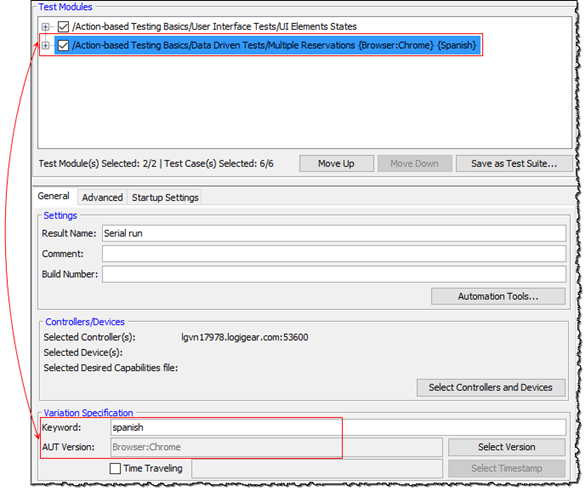 Test Modules
/Action-based Testing Basics/User Interface Tests/UI Elements States
/Action-based Testing Basics/Data Driven Tests/Multiple Reservations {Browser:Chrome} {Spanish}
Test Module(s) Selected: 2/2 | Test Case(s) Selected: 6/6 Move Up Move Down Save as Test Suite...
General Advanced Startup Settings
Settings
Result Name: Serial run
Comment:
Build Number:
Automation Tools...
Controllers/Devices
Selected Controller(s): lgvn17978.logigear.com:53600
Selected Device(s):
Selected Desired Capabilities file:
Select Controllers and Devices
Variation Specification
Keyword: spanish
AUT Version: Browser:Chrome Select Version
Time Traveling Select Timestamp